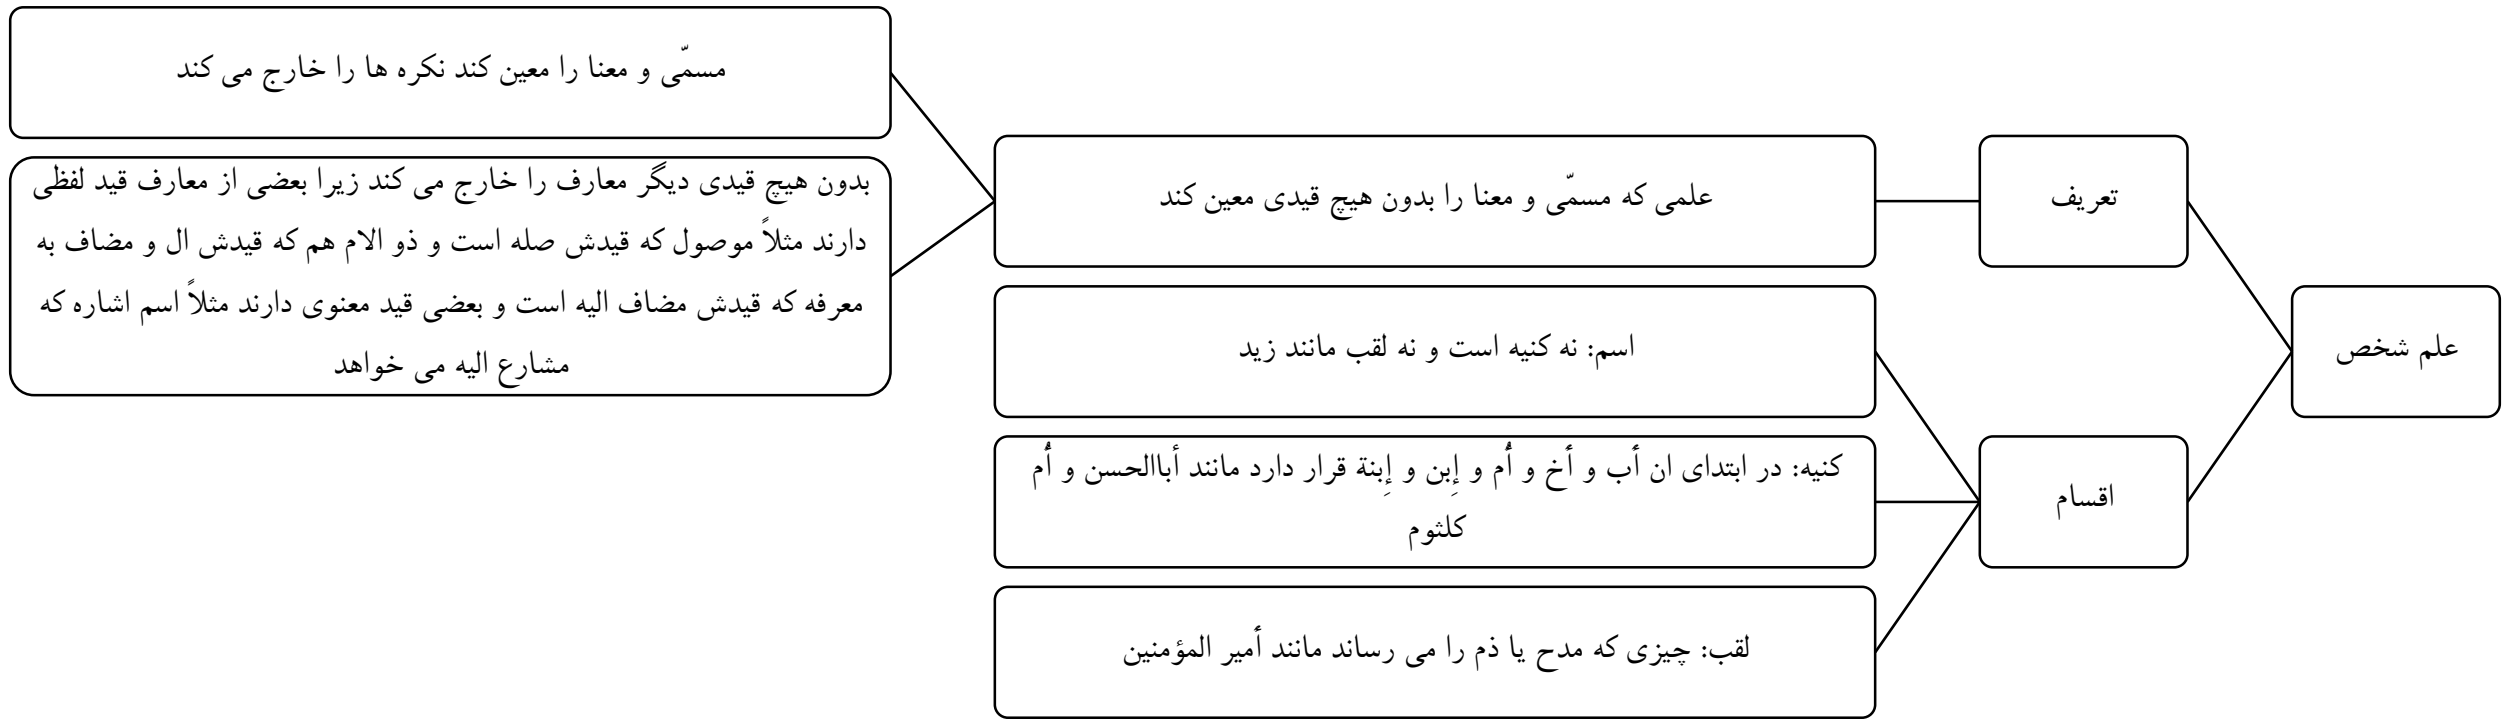 علم شخص
تعریف
علمی که مسمّی و معنا را بدون هیچ قیدی معین کند
مسمّی و معنا را معین کند نکره ها را خارج می کند
بدون هیچ قیدی دیگر معارف را خارج می کند زیرا بعضی از معارف قید لفظی
دارند مثلاً موصول که قیدش صله است و ذو الام هم که قیدش ال و مضاف به
معرفه که قیدش مضاف الیه است و بعضی قید معنوی دارند مثلاً اسم اشاره که
مشارع الیه می خواهد
اقسام
اسم: نه کنیه است و نه لقب مانند زید
کنیه: در ابتدای ان أب و أخ و أُم و إِبن و إِبنة قرار دارد مانند أباالحسن و أُم
کلثوم
لقب: چیزی که مدح یا ذم را می رساند مانند أمیر المؤمنین